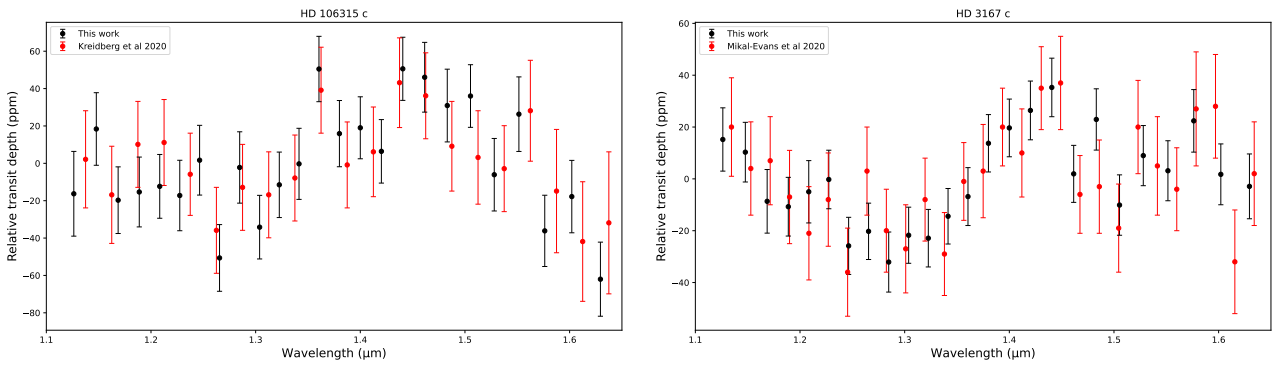 HD 106315 c
This work
Kreidberg et al 2020
Relative transit depth (ppm)
60
40
20
0
−20
−40
−60
−80
1.1 1.2 1.3 1.4 1.5 1.6
Wavelength (μm)
HD 3167 c
This work
Mikal-Evans et al 2020
Relative transit depth (ppm)
60
40
20
0
−20
−40
1.1 1.2 1.3 1.4 1.5 1.6
Wavelength (μm)